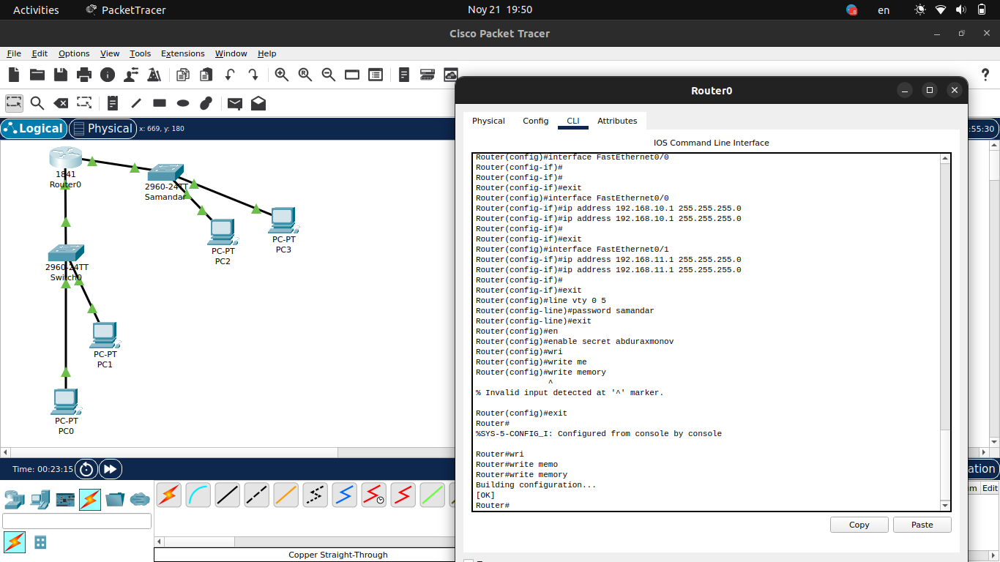 Activities
PacketTracer
Noy 21 19:50
en
Cisco Packet Tracer
File Edit Options View Tools Extensions Window Help
Logical
Physical
x: 669, y: 180
:55:30
1841
Router0
2960-24TT
Samandar
PC-PT
PC2
PC-PT
PC3
2960-24TT
Switch0
PC-PT
PC1
PC-PT
PC0
Time: 00:23:15
Copper Straight-Through
Router0
Physical Config CLI Attributes
IOS Command Line Interface
Router(config)#interface FastEthernet0/0
Router(config-if)#
Router(config-if)#
Router(config-if)#exit
Router(config)#interface FastEthernet0/0
Router(config-if)#ip address 192.168.10.1 255.255.255.0
Router(config-if)#ip address 192.168.10.1 255.255.255.0
Router(config-if)#
Router(config-if)#exit
Router(config)#interface FastEthernet0/1
Router(config-if)#ip address 192.168.11.1 255.255.255.0
Router(config-if)#ip address 192.168.11.1 255.255.255.0
Router(config-if)#
Router(config-if)#exit
Router(config)#line vty 0 5
Router(config-line)#password samandar
Router(config-line)#exit
Router(config)#en
Router(config)#enable secret abduraxmonov
Router(config)#wri
Router(config)#write me
Router(config)#write memory
^
% Invalid input detected at '^' marker.
Router(config)#exit
Router#
%SYS-5-CONFIG_I: Configured from console by console
Router#wri
Router#write memo
Router#write memory
Building configuration...
[OK]
Router#
Copy
Paste
ation
m
Edit